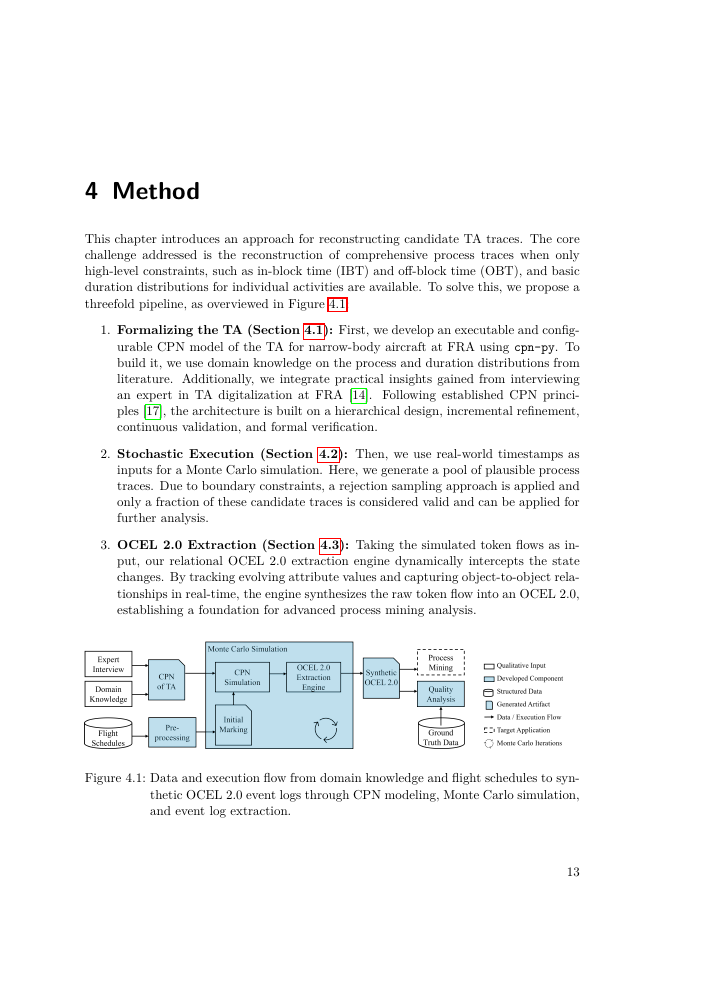 4 Method
This chapter introduces an approach for reconstructing candidate TA traces. The core
challenge addressed is the reconstruction of comprehensive process traces when only
high-level constraints, such as in-block time (IBT) and off-block time (OBT), and basic
duration distributions for individual activities are available. To solve this, we propose a
threefold pipeline, as overviewed in Figure 4.1
1. Formalizing the TA (Section 4.1): First, we develop an executable and config-
urable CPN model of the TA for narrow-body aircraft at FRA using cpn-py. To
build it, we use domain knowledge on the process and duration distributions from
literature. Additionally, we integrate practical insights gained from interviewing
an expert in TA digitalization at FRA [14]. Following established CPN princi-
ples [17], the architecture is built on a hierarchical design, incremental refinement,
continuous validation, and formal verification.
2. Stochastic Execution (Section 4.2): Then, we use real-world timestamps as
inputs for a Monte Carlo simulation. Here, we generate a pool of plausible process
traces. Due to boundary constraints, a rejection sampling approach is applied and
only a fraction of these candidate traces is considered valid and can be applied for
further analysis.
3. OCEL 2.0 Extraction (Section 4.3): Taking the simulated token flows as in-
put, our relational OCEL 2.0 extraction engine dynamically intercepts the state
changes. By tracking evolving attribute values and capturing object-to-object rela-
tionships in real-time, the engine synthesizes the raw token flow into an OCEL 2.0,
establishing a foundation for advanced process mining analysis.
Expert
Interview
Domain
Knowledge
Flight
Schedules
CPN
of TA
Pre-
processing
Monte Carlo Simulation
CPN
Simulation
OCEL 2.0
Extraction
Engine
Initial
Marking
Synthetic
OCEL 2.0
Process
Mining
Quality
Analysis
Ground
Truth Data
Qualitative Input
Developed Component
Structured Data
Generated Artifact
Data / Execution Flow
Target Application
Monte Carlo Iterations
Figure 4.1: Data and execution flow from domain knowledge and flight schedules to syn-
thetic OCEL 2.0 event logs through CPN modeling, Monte Carlo simulation,
and event log extraction.
13